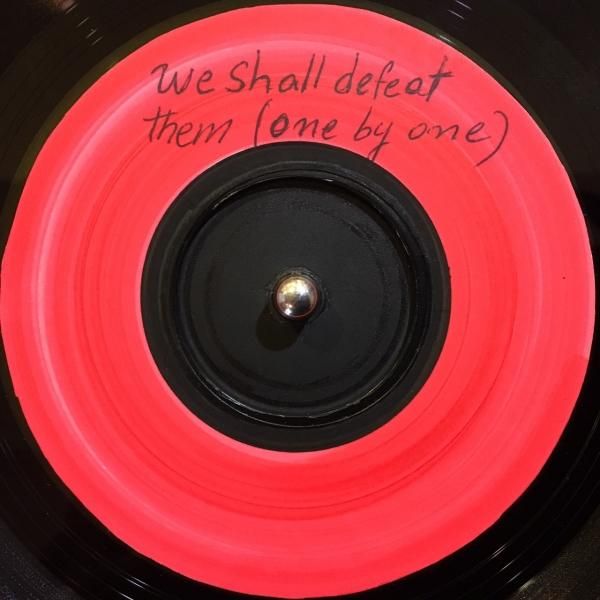 We Shall defeat
them (one by one)